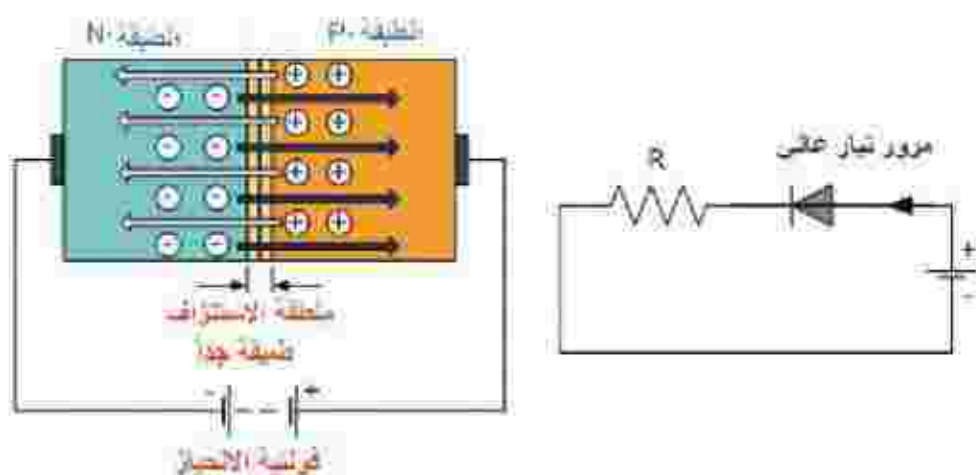 الطبقة -N
الطبقة -P
منطقة الاستنزاف
ضيقة جداً
فولتية الانحياز
- +
R
مرور تيار عالي
+
-